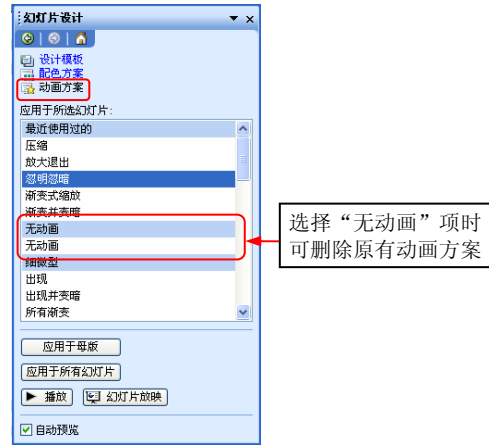 幻灯片设计
设计模板
配色方案
动画方案
应用于所选幻灯片:
最近使用过的
压缩
放大退出
忽明忽暗
渐变式缩放
渐变并变暗
无动画
无动画
细微型
出现
出现并变暗
所有渐变
应用于母版
应用于所有幻灯片
播放 幻灯片放映
自动预览
选择“无动画”项时
可删除原有动画方案